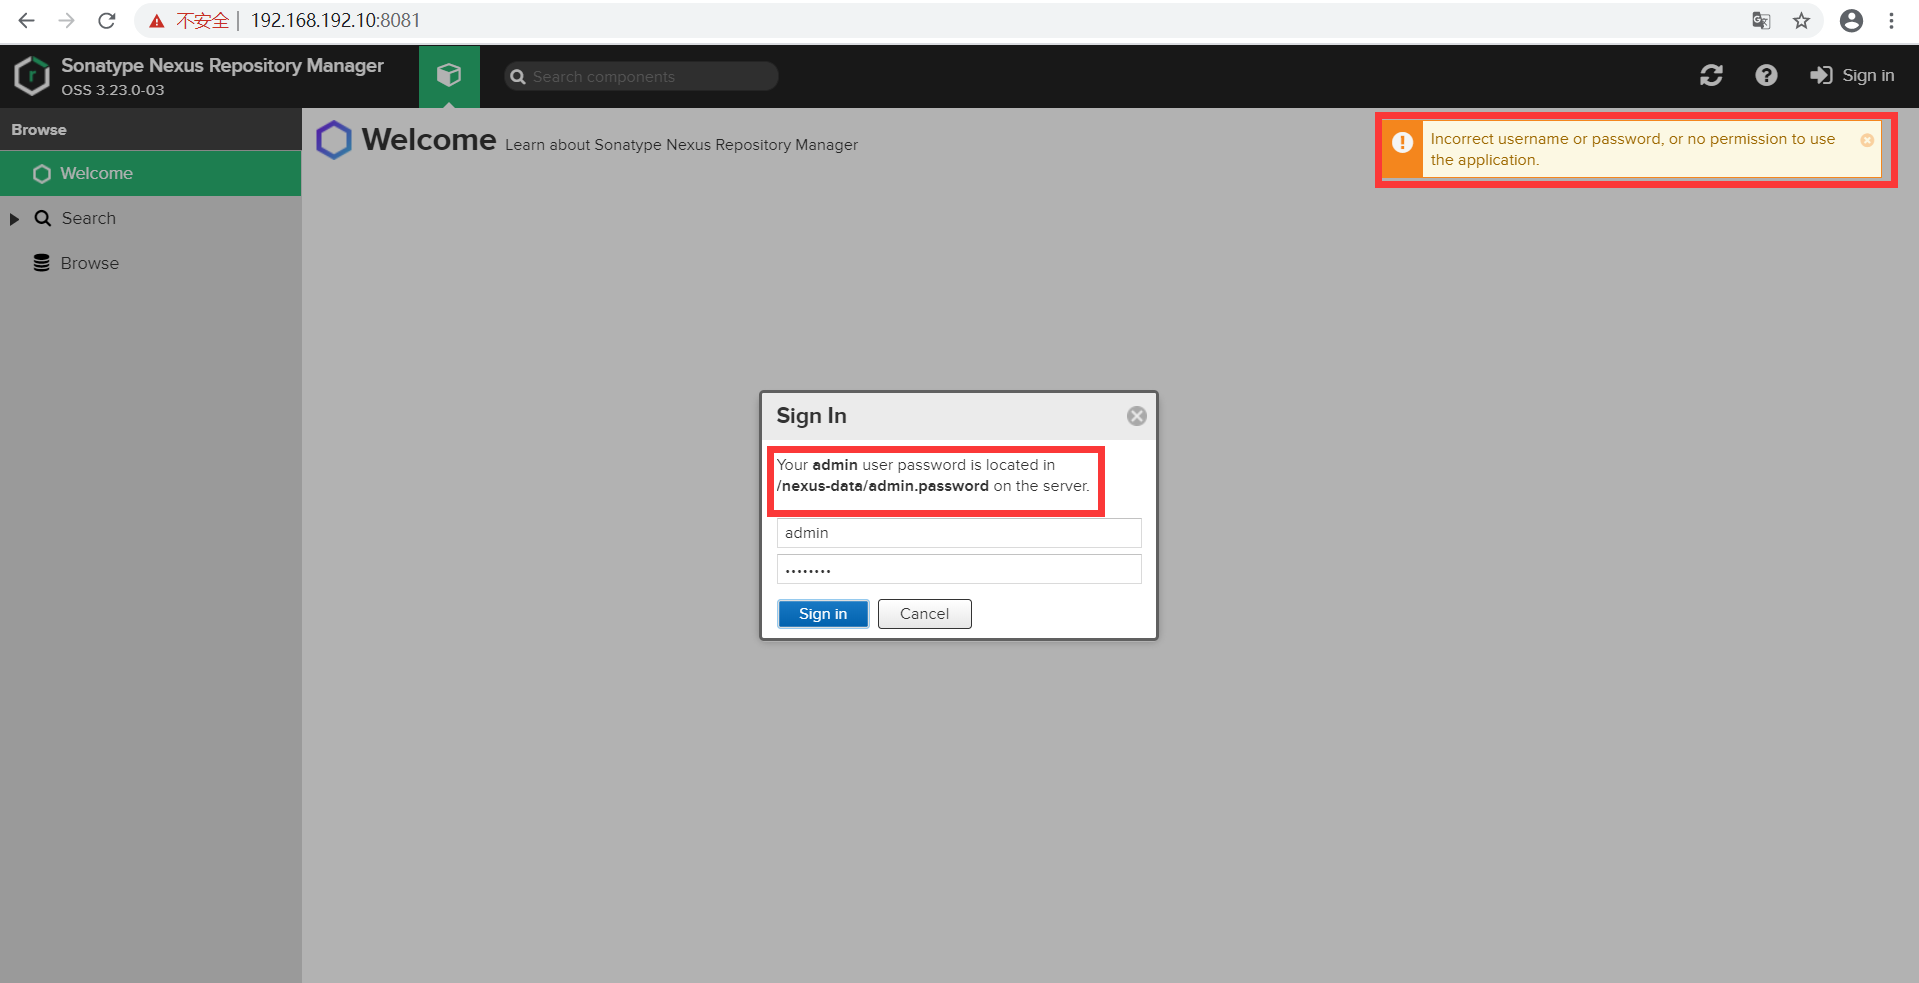 不安全 | 192.168.192.10:8081
Sonatype Nexus Repository Manager
OSS 3.23.0-03
Search components
Sign in
Browse
Welcome
Search
Browse
Welcome Learn about Sonatype Nexus Repository Manager
Incorrect username or password, or no permission to use
the application.
Sign In
Your admin user password is located in
/nexus-data/admin.password on the server.
admin
••••••••
Sign in
Cancel